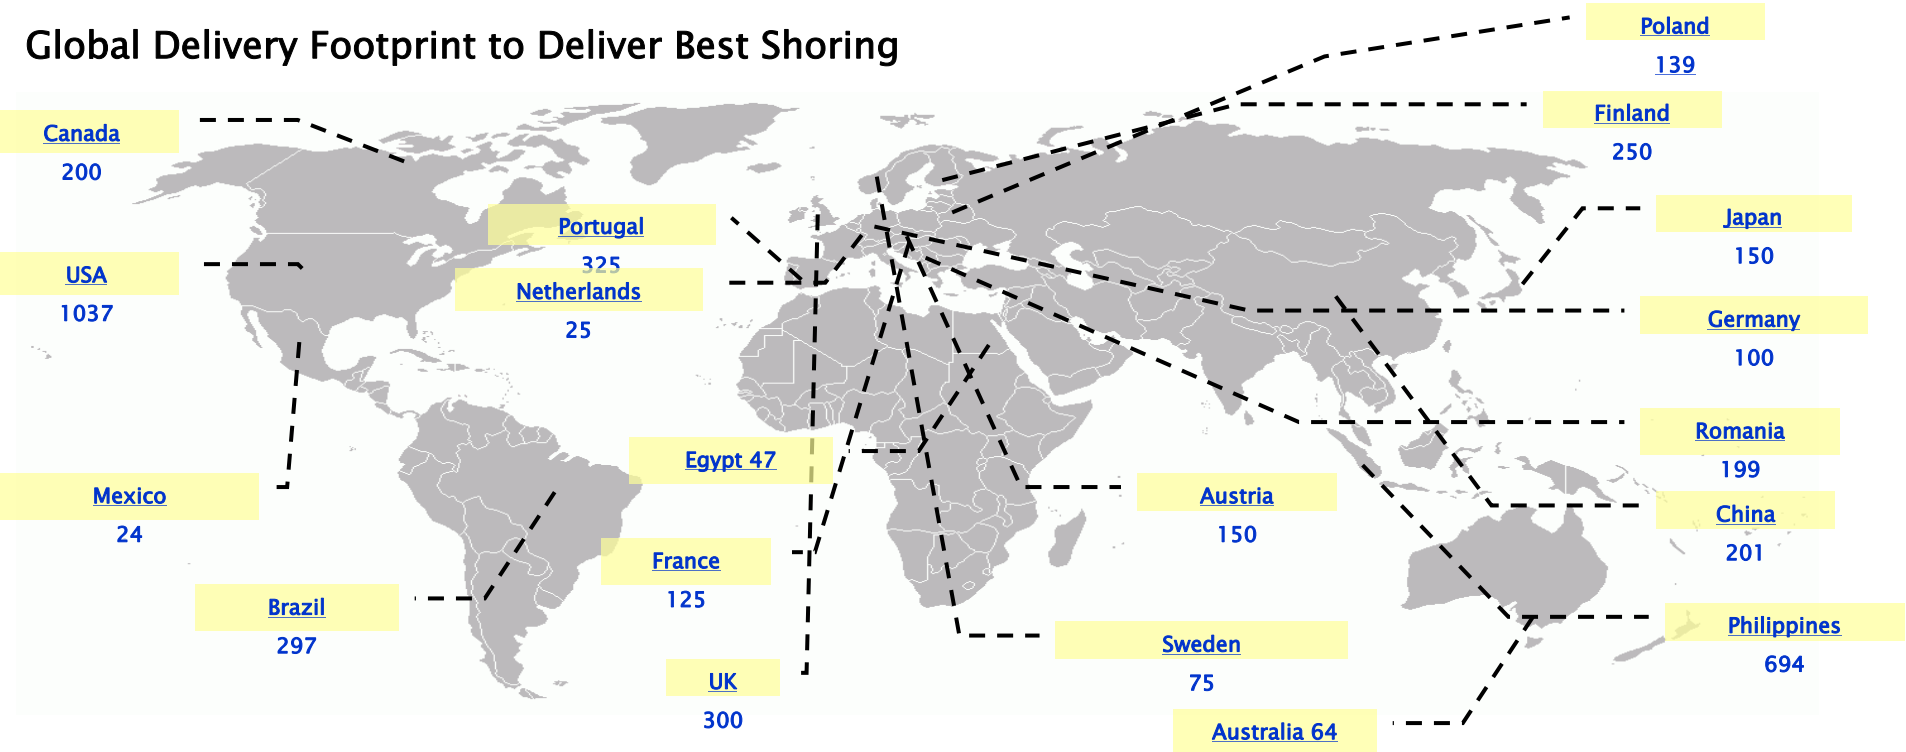 Global Delivery Footprint to Deliver Best Shoring
Poland
139
Finland
250
Canada
200
Portugal
325
Japan
150
USA
1037
Netherlands
25
Germany
100
Romania
199
Egypt 47
Mexico
24
Austria
150
China
201
France
125
Brazil
297
Philippines
694
Sweden
75
UK
300
Australia 64